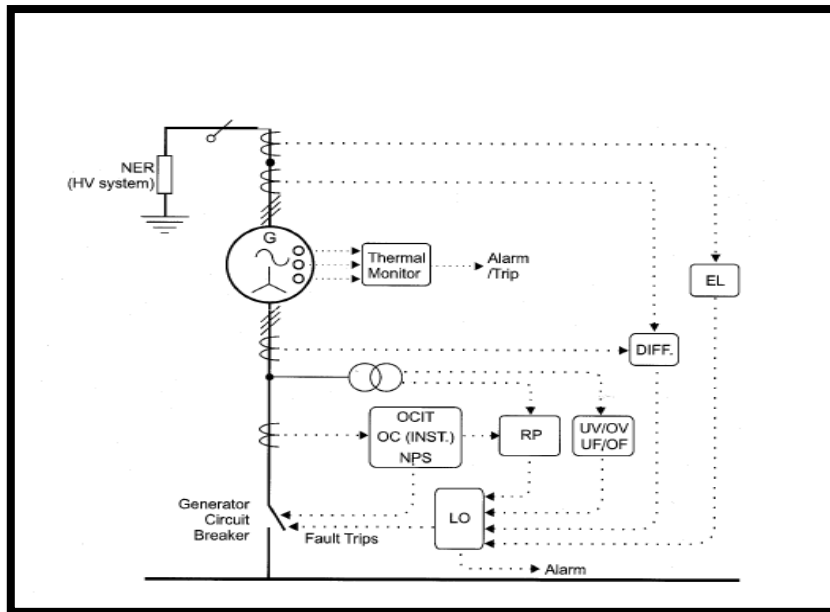 NER
(HV system)
G
Thermal
Monitor
Alarm
/Trip
EL
DIFF.
OCIT
OC (INST.)
NPS
RP
UV/OV
UF/OF
Generator
Circuit
Breaker
Fault Trips
LO
Alarm